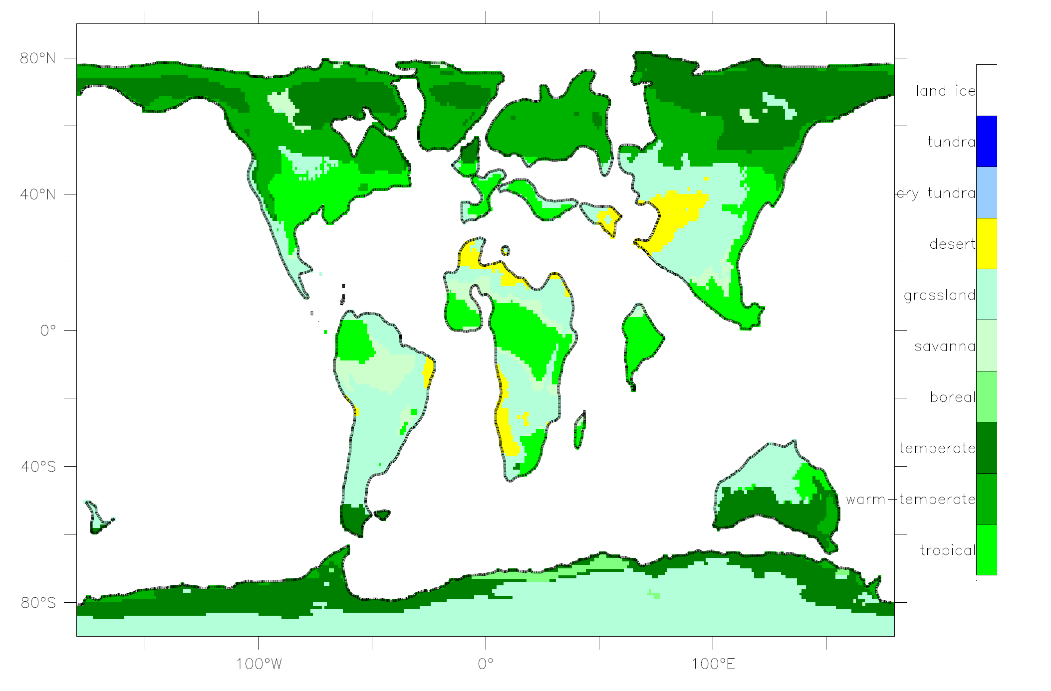 80°N
40°N
0°
40°S
80°S
100°W
0°
100°E
land ice
tundra
ery tundra
desert
grassland
savanna
boreal
temperate
warm-temperate
tropical